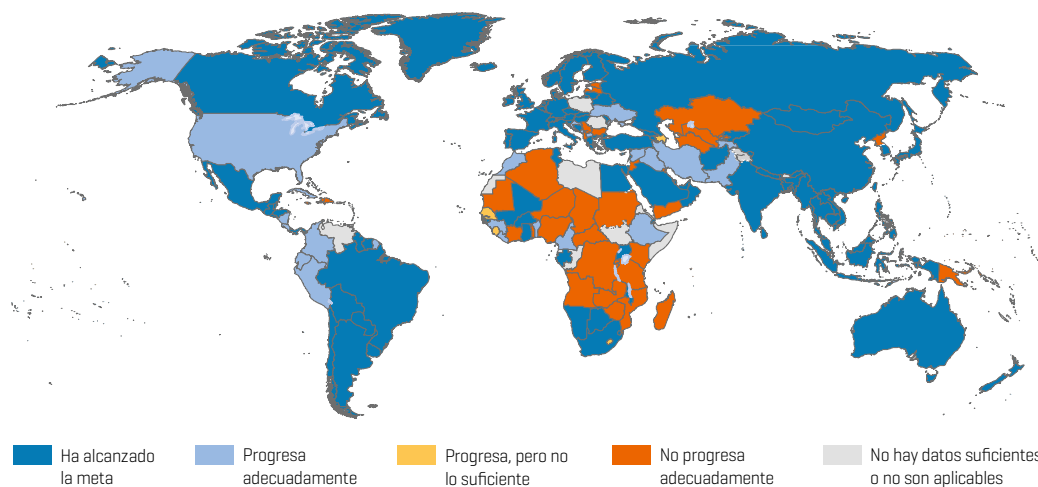 Ha alcanzado
la meta
Progresa
adecuadamente
Progresa, pero no
lo suficiente
No progresa
adecuadamente
No hay datos suficientes
o no son aplicables